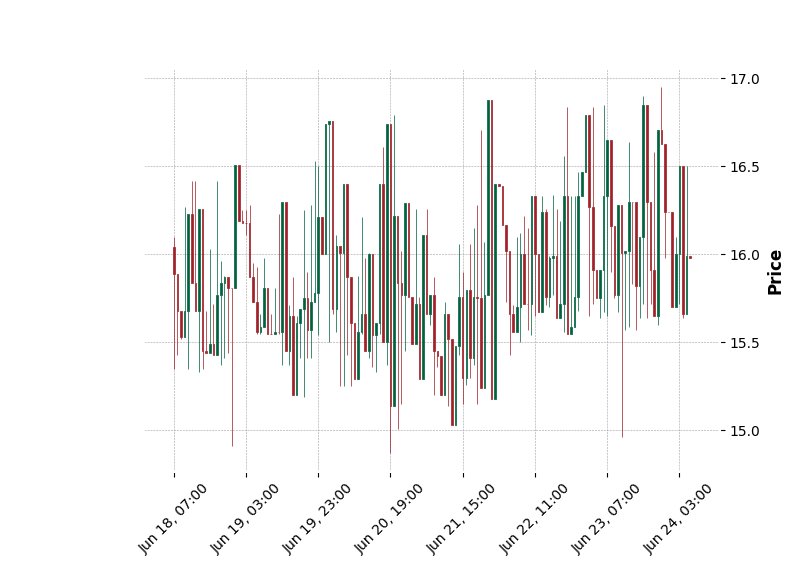 17.0
16.5
16.0
15.5
15.0
Price
Jun 18, 07:00
Jun 19, 03:00
Jun 19, 23:00
Jun 20, 19:00
Jun 21, 15:00
Jun 22, 11:00
Jun 23, 07:00
Jun 24, 03:00